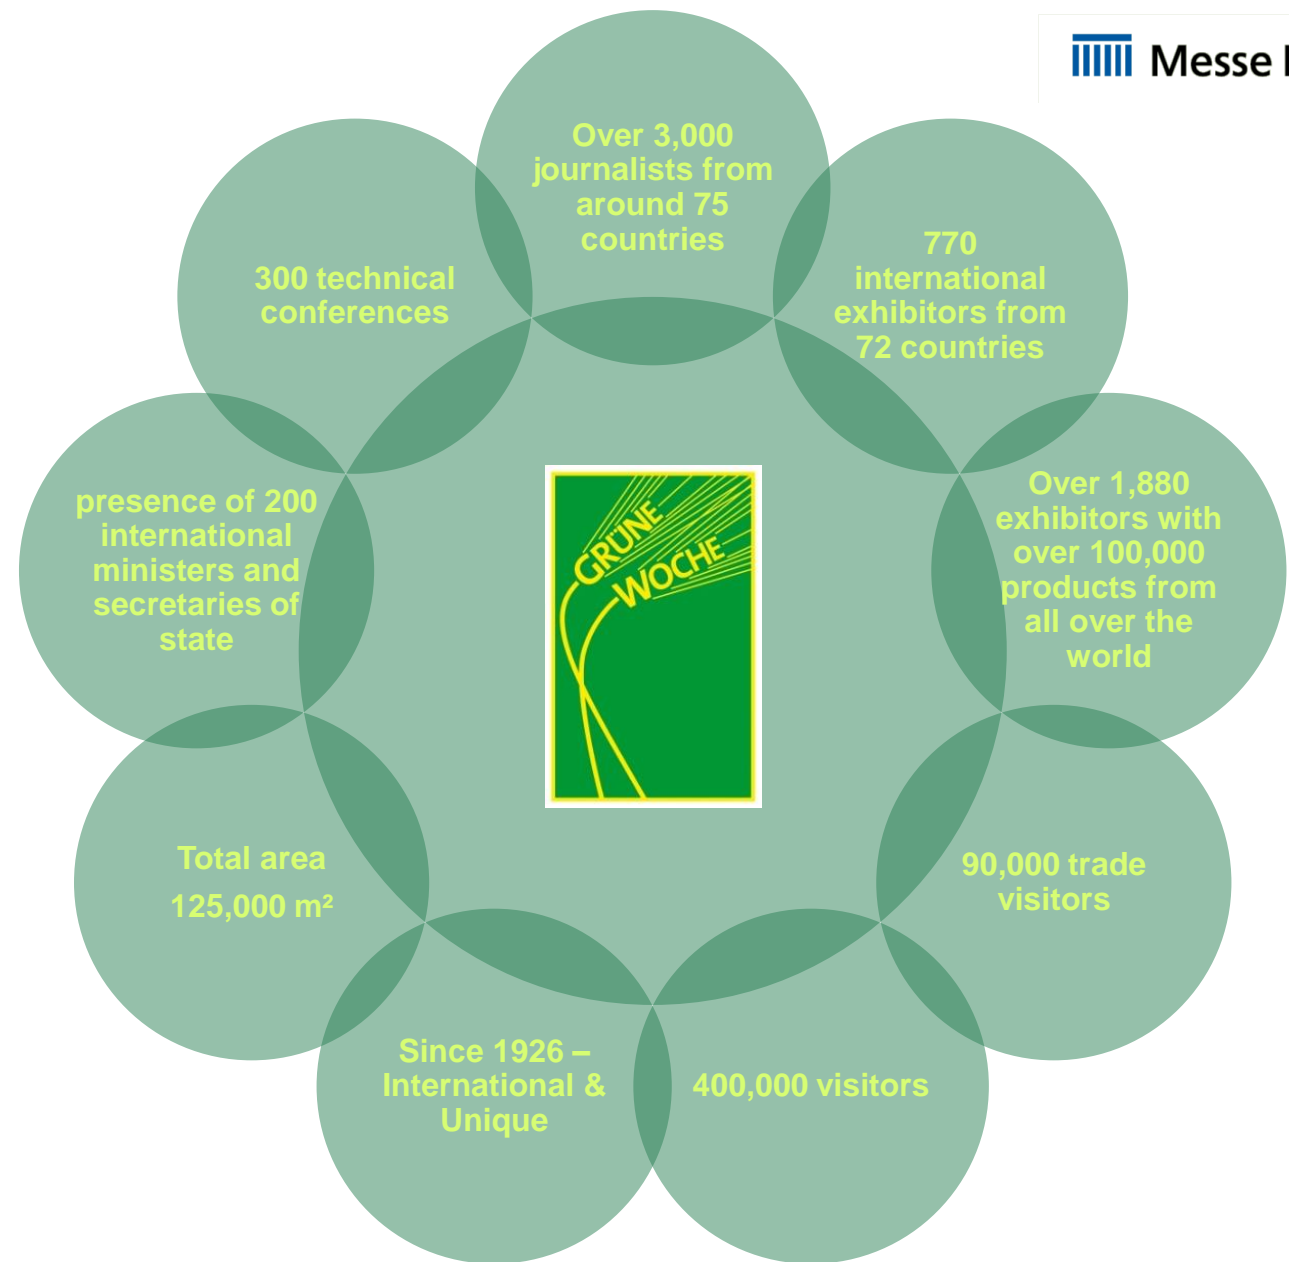 Messe
Over 3,000
journalists from
around 75
countries
770
international
exhibitors from
72 countries
Over 1,880
exhibitors with
over 100,000
products from
all over the
world
90,000 trade
visitors
400,000 visitors
Since 1926 –
International &
Unique
Total area
125,000 m²
presence of 200
international
ministers and
secretaries of
state
300 technical
conferences
GRÜNE
WOCHE